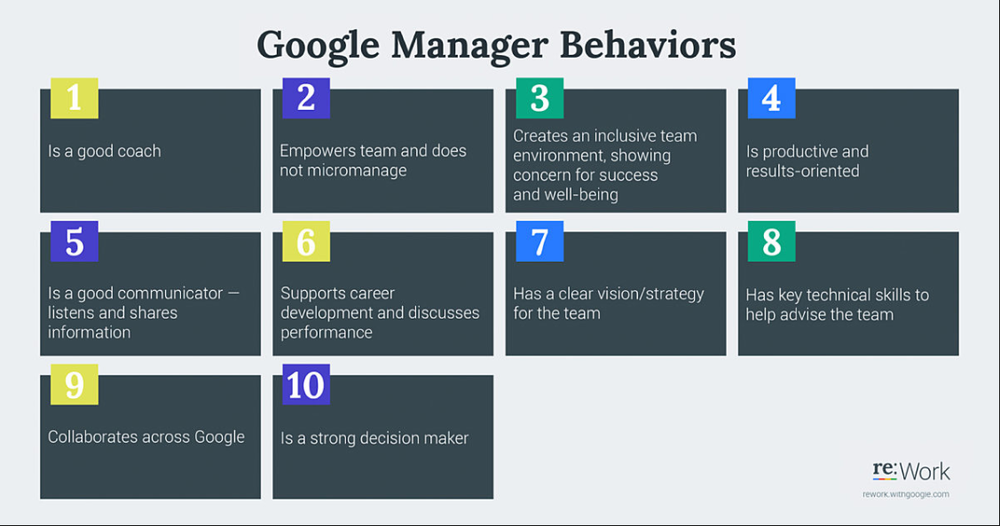 Google Manager Behaviors
1
Is a good coach
2
Empowers team and does
not micromanage
3
Creates an inclusive team
environment, showing
concern for success
and well-being
4
Is productive and
results-oriented
5
Is a good communicator —
listens and shares
information
6
Supports career
development and discusses
performance
7
Has a clear vision/strategy
for the team
8
Has key technical skills to
help advise the team
9
Collaborates across Google
10
Is a strong decision maker
re:Work
rework.withgoogle.com